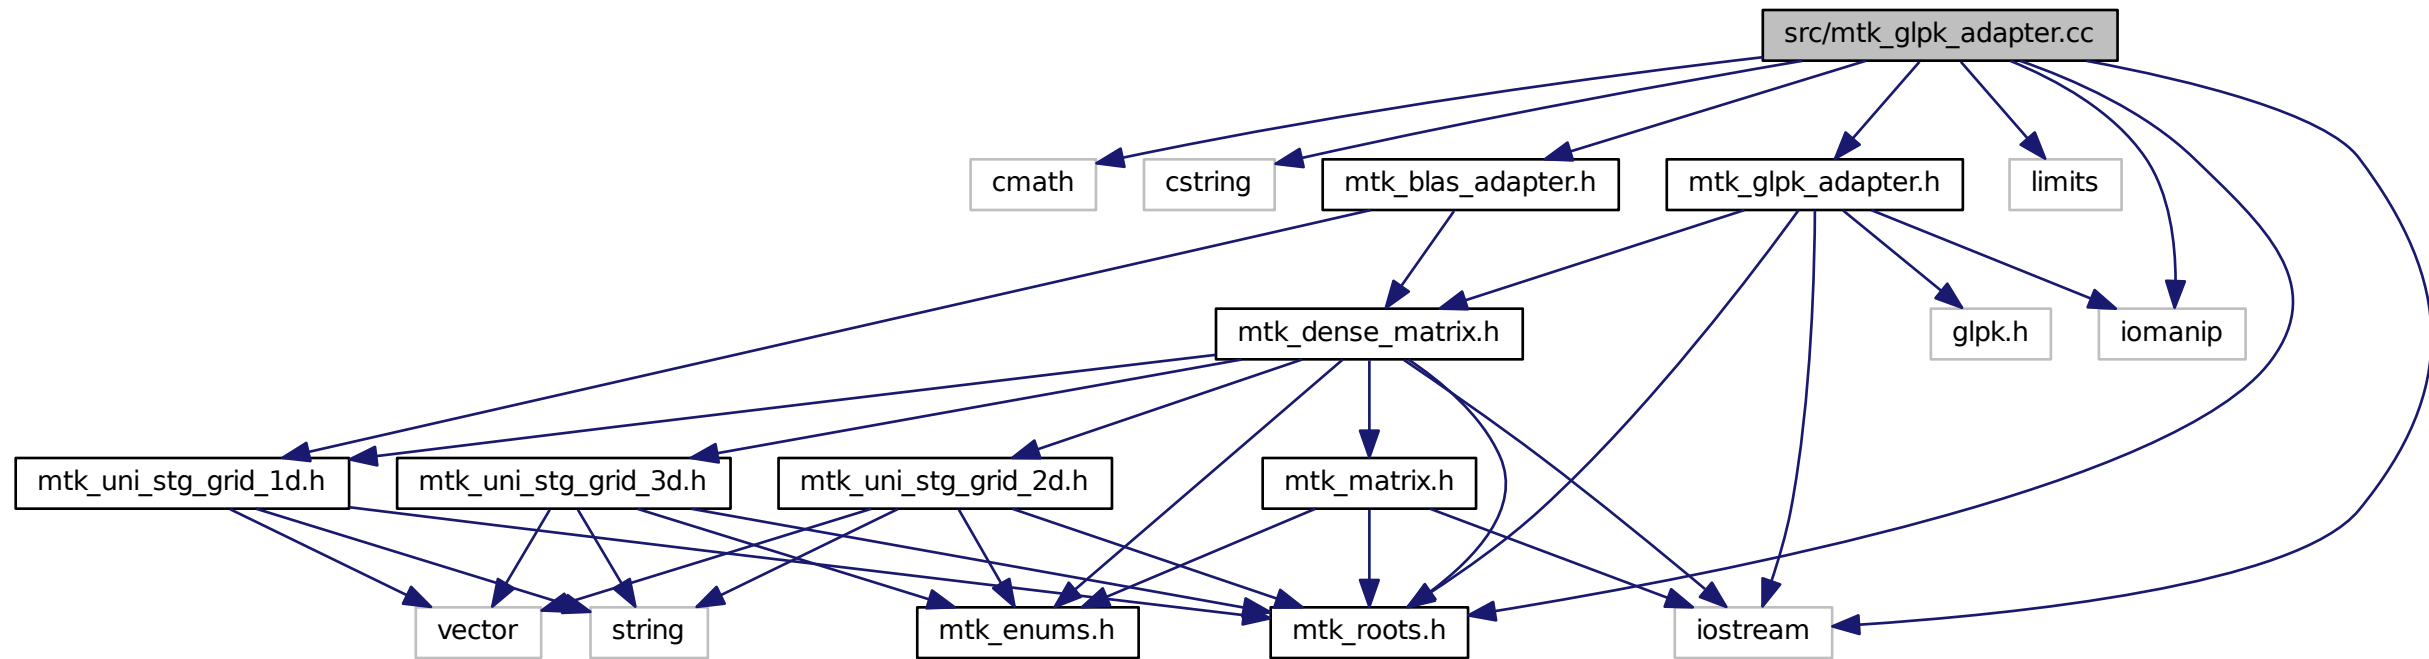 src/mtk_glpk_adapter.cc
cmath
cstring
mtk_blas_adapter.h
mtk_glpk_adapter.h
limits
mtk_dense_matrix.h
glpk.h
iomanip
mtk_uni_stg_grid_1d.h
mtk_uni_stg_grid_3d.h
mtk_uni_stg_grid_2d.h
mtk_matrix.h
vector
string
mtk_enums.h
mtk_roots.h
iostream